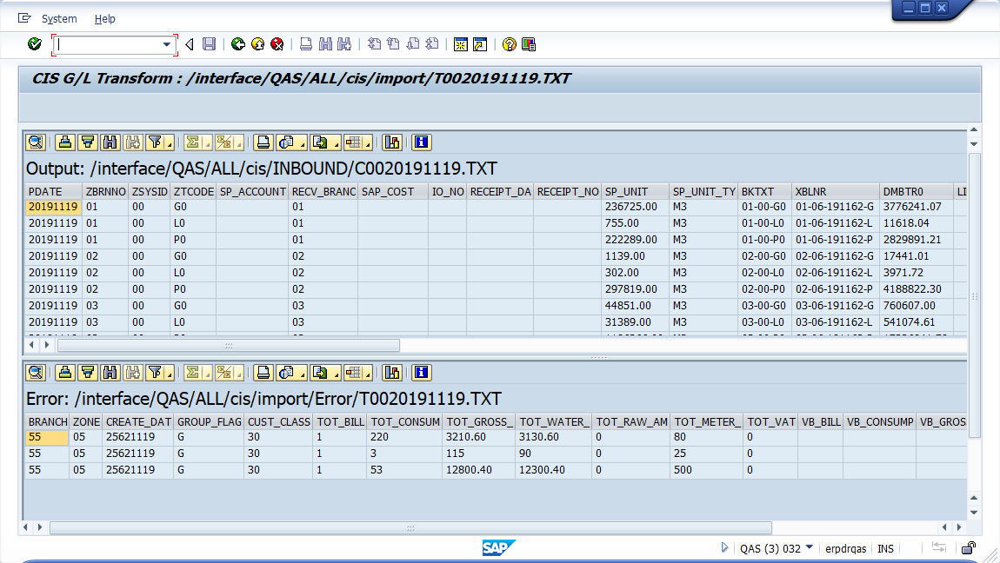 System Help
CIS G/L Transform : /interface/QAS/ALL/cis/import/T0020191119.TXT
Output: /interface/QAS/ALL/cis/INBOUND/C0020191119.TXT
PDATE ZBRNNO ZSYSID ZTCODE SP_ACCOUNT RECV_BRANC SAP_COST IO_NO RECEIPT_DA RECEIPT_NO SP_UNIT SP_UNIT_TY BKTXT XBLNR DMBTR0 LI
20191119 01 00 G0 01 236725.00 M3 01-00-G0 01-06-191162-G 3776241.07
20191119 01 00 L0 01 755.00 M3 01-00-L0 01-06-191162-L 11618.04
20191119 01 00 P0 01 222289.00 M3 01-00-P0 01-06-191162-P 2829891.21
20191119 02 00 G0 02 1139.00 M3 02-00-G0 02-06-191162-G 17441.01
20191119 02 00 L0 02 302.00 M3 02-00-L0 02-06-191162-L 3971.72
20191119 02 00 P0 02 297819.00 M3 02-00-P0 02-06-191162-P 4188822.30
20191119 03 00 G0 03 44851.00 M3 03-00-G0 03-06-191162-G 760607.00
20191119 03 00 L0 03 31389.00 M3 03-00-L0 03-06-191162-L 541074.61
Error: /interface/QAS/ALL/cis/import/Error/T0020191119.TXT
BRANCH ZONE CREATE_DAT GROUP_FLAG CUST_CLASS TOT_BILL TOT_CONSUM TOT_GROSS_ TOT_WATER_ TOT_RAW_AM TOT_METER_ TOT_VAT VB_BILL VB_CONSUMP VB_GROS
55 05 25621119 G 30 1 220 3210.60 3130.60 0 80 0
55 05 25621119 G 30 1 3 115 90 0 25 0
55 05 25621119 G 30 1 53 12800.40 12300.40 0 500 0
SAP QAS (3) 032 erpdrqas INS